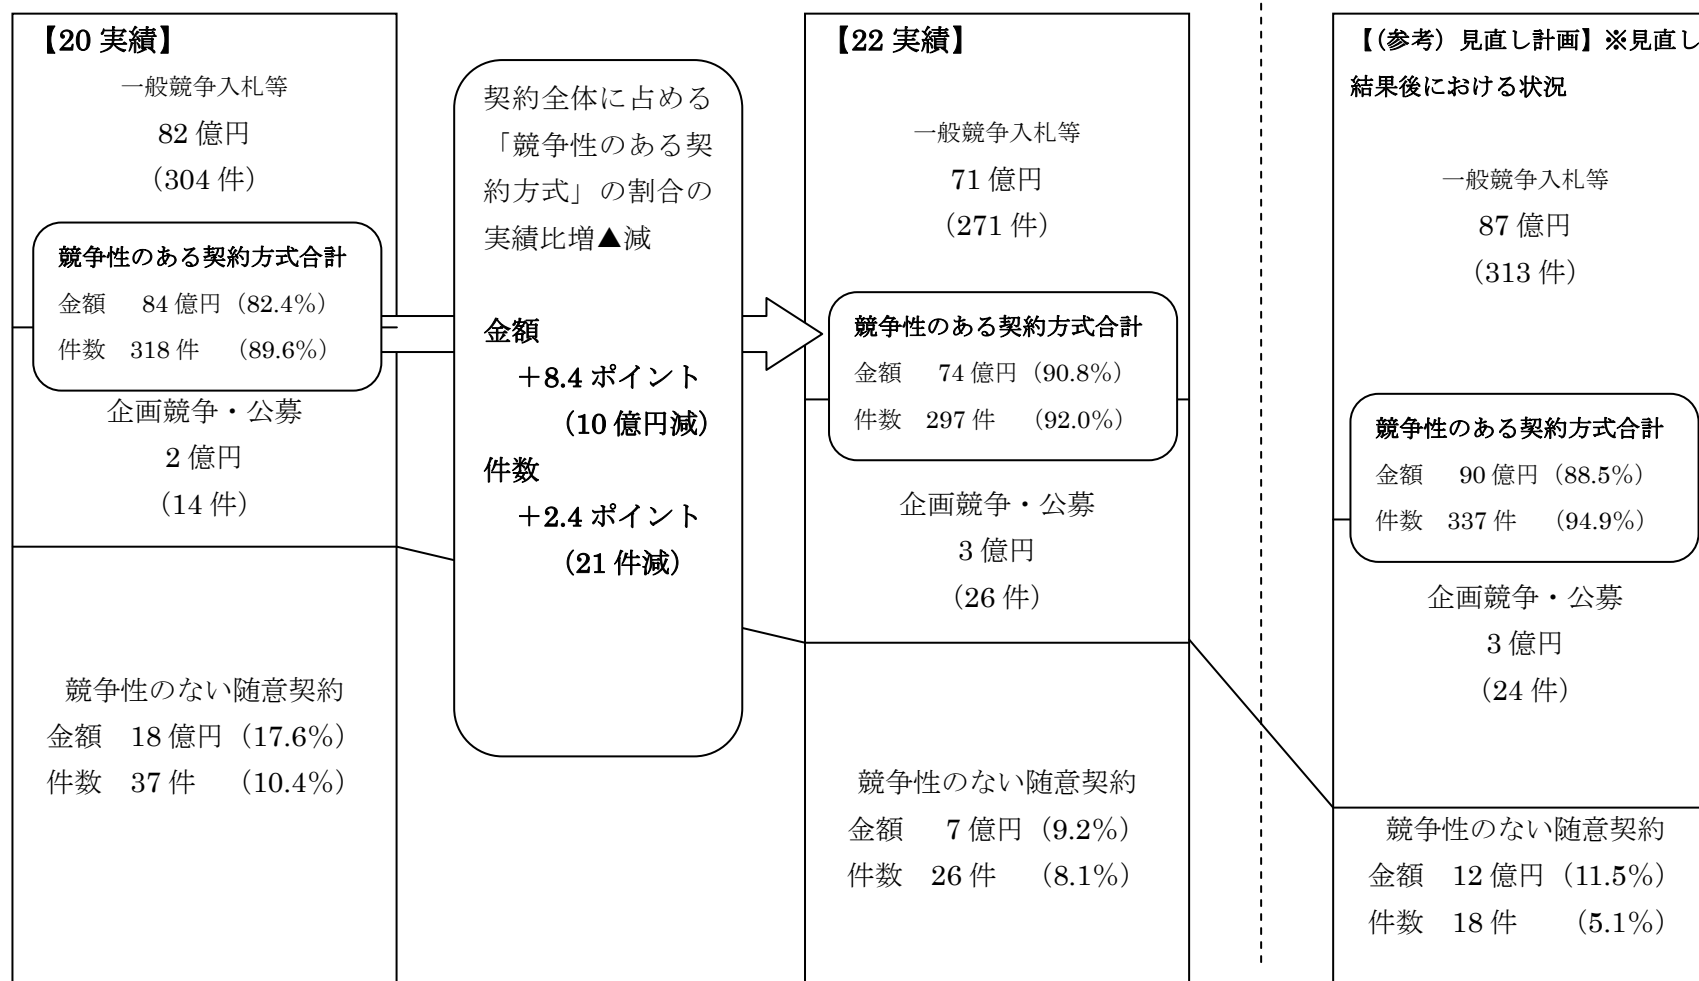 【20 実績】
一般競争入札等
82 億円
（304 件）
競争性のある契約方式合計
金額　84 億円（82.4%）
件数　318 件　（89.6%）
企画競争・公募
2 億円
（14 件）
競争性のない随意契約
金額　18 億円（17.6%）
件数　37 件　（10.4%）
契約全体に占める
「競争性のある契
約方式」の割合の
実績比増▲減
金額
＋8.4 ポイント
（10 億円減）
件数
＋2.4 ポイント
（21 件減）
【22 実績】
一般競争入札等
71 億円
（271 件）
競争性のある契約方式合計
金額　74 億円（90.8%）
件数　297 件　（92.0%）
企画競争・公募
3 億円
（26 件）
競争性のない随意契約
金額　7 億円（9.2%）
件数　26 件　（8.1%）
【（参考）見直し計画】※見直し
結果後における状況
一般競争入札等
87 億円
（313 件）
競争性のある契約方式合計
金額　90 億円（88.5%）
件数　337 件　（94.9%）
企画競争・公募
3 億円
（24 件）
競争性のない随意契約
金額　12 億円（11.5%）
件数　18 件　（5.1%）